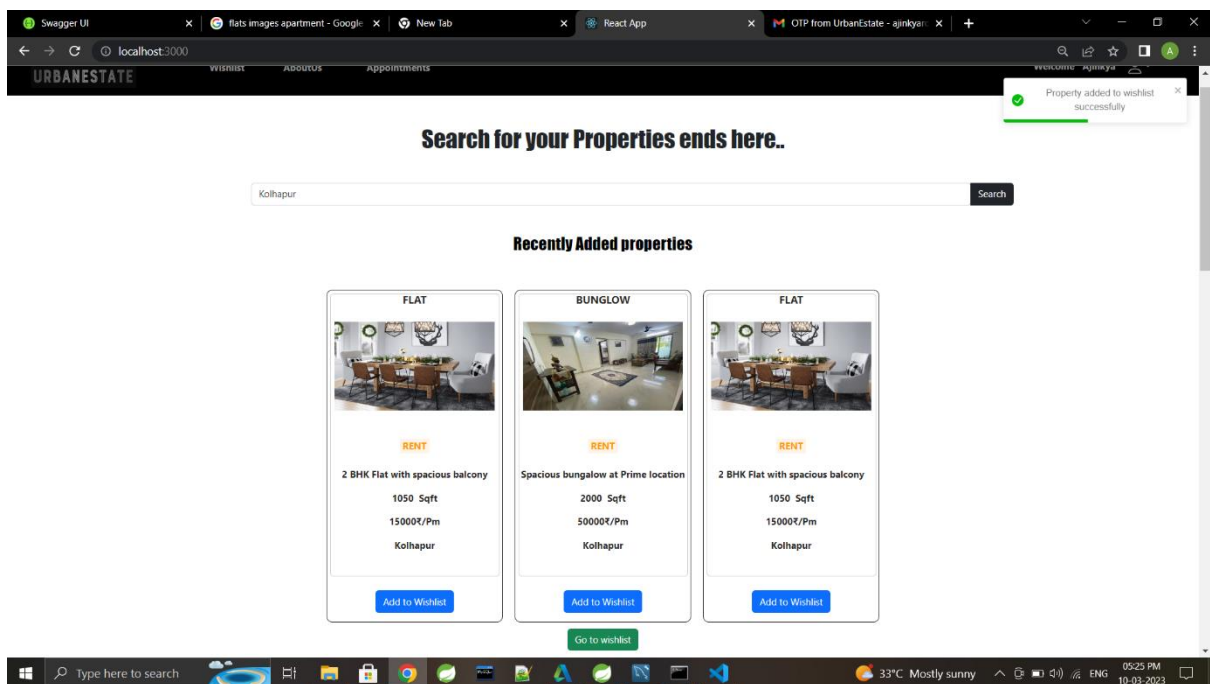 Swagger UI
flats images apartment - Google
New Tab
React App
OTP from UrbanEstate - ajinkyar
localhost:3000
A
URBANESTATE
Wishlist
AboutUs
Appointments
Welcome Ajinkya
Property added to wishlist
successfully
Search for your Properties ends here..
Kolhapur
Search
Recently Added properties
FLAT
RENT
2 BHK Flat with spacious balcony
1050 Sqft
15000₹/Pm
Kolhapur
Add to Wishlist
BUNGLOW
RENT
Spacious bungalow at Prime location
2000 Sqft
50000₹/Pm
Kolhapur
Add to Wishlist
FLAT
RENT
2 BHK Flat with spacious balcony
1050 Sqft
15000₹/Pm
Kolhapur
Add to Wishlist
Go to wishlist
Type here to search
33°C Mostly sunny
ENG
05:25 PM
10-03-2023